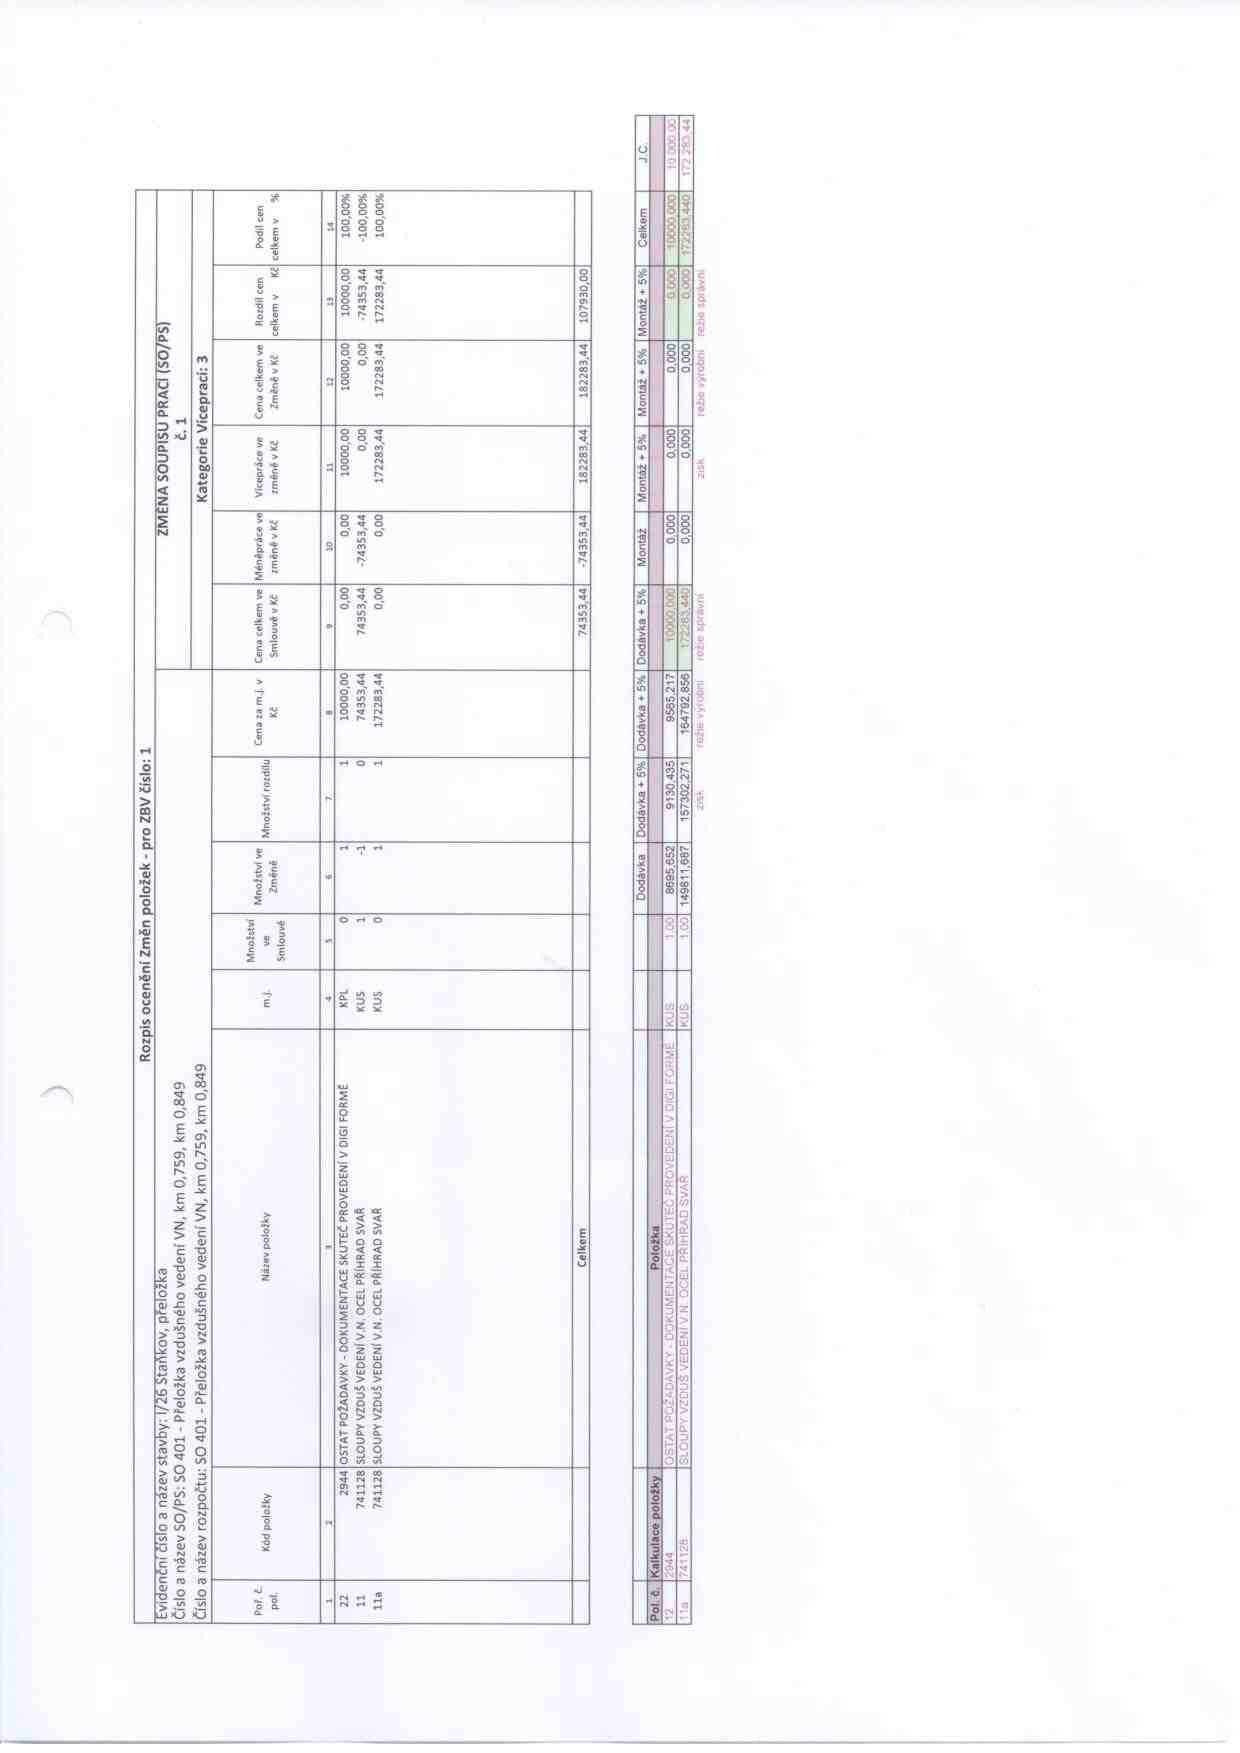 Rozpis ocenění Změn položek - pro ZBV číslo: 1
Evidenční číslo a název stavby: I/26 Staňkov, přeložka
ZMĚNA SOUPISU PRACÍ (SO/PS)
Číslo a název SO/PS: SO 401 - Přeložka vzdušného vedení VN, km 0,759, km 0,849
č. 1
Číslo a název rozpočtu: SO 401 - Přeložka vzdušného vedení VN, km 0,759, km 0,849
Kategorie Víceprací: 3
Poř. č. pol. Kód položky Název položky m.j. Množství ve Smlouvě Množství ve Změně Množství rozdílu Cena za m.j. v Kč Cena celkem ve Smlouvě v Kč Méněpráce ve změně v Kč Vícepráce ve změně v Kč Cena celkem ve Změně v Kč Rozdíl cen celkem v Kč Podíl cen celkem v %
1 2 3 4 5 6 7 8 9 10 11 12 13 14
22 2944 OSTAT POŽADAVKY - DOKUMENTACE SKUTEČ PROVEDENÍ V DIGI FORMĚ KPL 0 1 1 10000,00 0,00 0,00 10000,00 10000,00 10000,00 100,00%
11 741128 SLOUPY VZDUŠ VEDENÍ V.N. OCEL PŘÍHRAD SVAŘ KUS 1 -1 0 74353,44 74353,44 -74353,44 0,00 0,00 -74353,44 -100,00%
11a 741128 SLOUPY VZDUŠ VEDENÍ V.N. OCEL PŘÍHRAD SVAŘ KUS 0 1 1 172283,44 0,00 0,00 172283,44 172283,44 172283,44 100,00%
Celkem 74353,44 -74353,44 182283,44 182283,44 107930,00
Dodávka Dodávka + 5% Dodávka + 5% Dodávka + 5% Montáž Montáž + 5% Montáž + 5% Montáž + 5% Celkem J.C.
Pol. č. Kalkulace položky Položka
12 2944 OSTAT POŽADAVKY - DOKUMENTACE SKUTEČ PROVEDENÍ V DIGI FORMĚ KUS 1,00 8695,652 9130,435 9565,217 10000,000 0,000 0,000 0,000 0,000 10000,000 10 000,00
11a 741128 SLOUPY VZDUŠ VEDENÍ V.N. OCEL PŘÍHRAD SVAŘ KUS 1,00 149811,687 157302,271 164792,856 172283,440 0,000 0,000 0,000 0,000 172283,440 172 283,44
zisk režie výrobní režie správní zisk režie výrobní režie správní